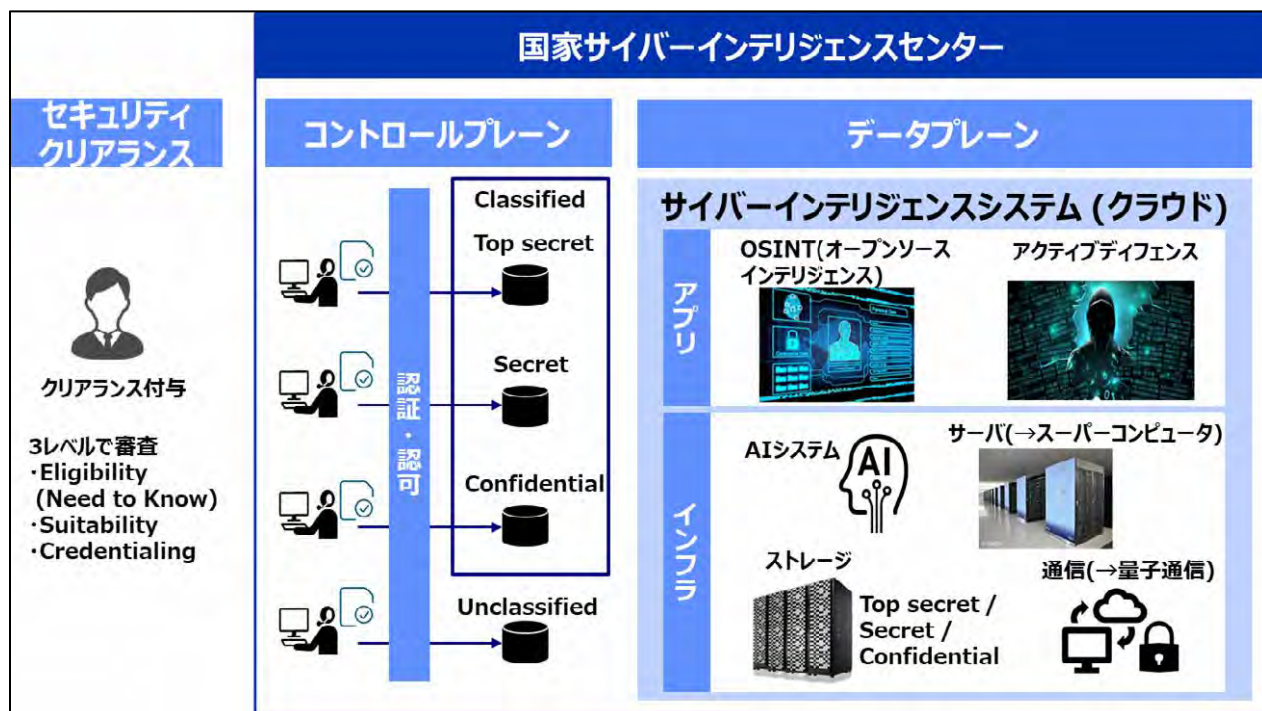 国家サイバーインテリジェンスセンター
セキュリティ
クリアランス
クリアランス付与
3レベルで審査
・Eligibility
(Need to Know)
・Suitability
・Credentialing
コントロールプレーン
認証・認可
Classified
Top secret
Secret
Confidential
Unclassified
データプレーン
サイバーインテリジェンスシステム (クラウド)
アプリ
OSINT(オープンソース
インテリジェンス)
アクティブディフェンス
インフラ
AIシステム
AI
サーバ(→スーパーコンピュータ)
ストレージ
Top secret /
Secret /
Confidential
通信(→量子通信)